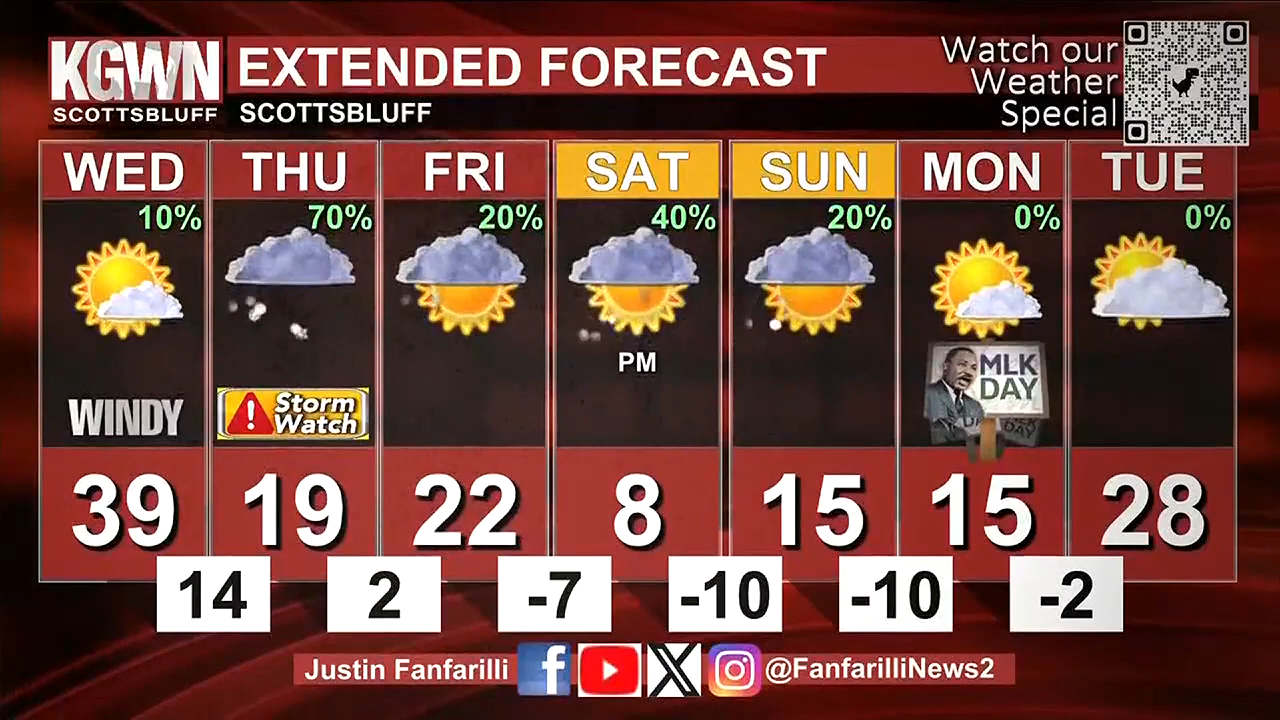 KGWN
SCOTTSBLUFF
EXTENDED FORECAST
SCOTTSBLUFF
Watch our
Weather
Special
WED THU FRI SAT SUN MON TUE
10% 70% 20% 40% 20% 0% 0%
PM
MLK
DAY
WINDY
Storm
Watch
DAY
39 19 22 8 15 15 28
14 2 -7 -10 -10 -2
Justin Fanfarilli
@FanfarilliNews2